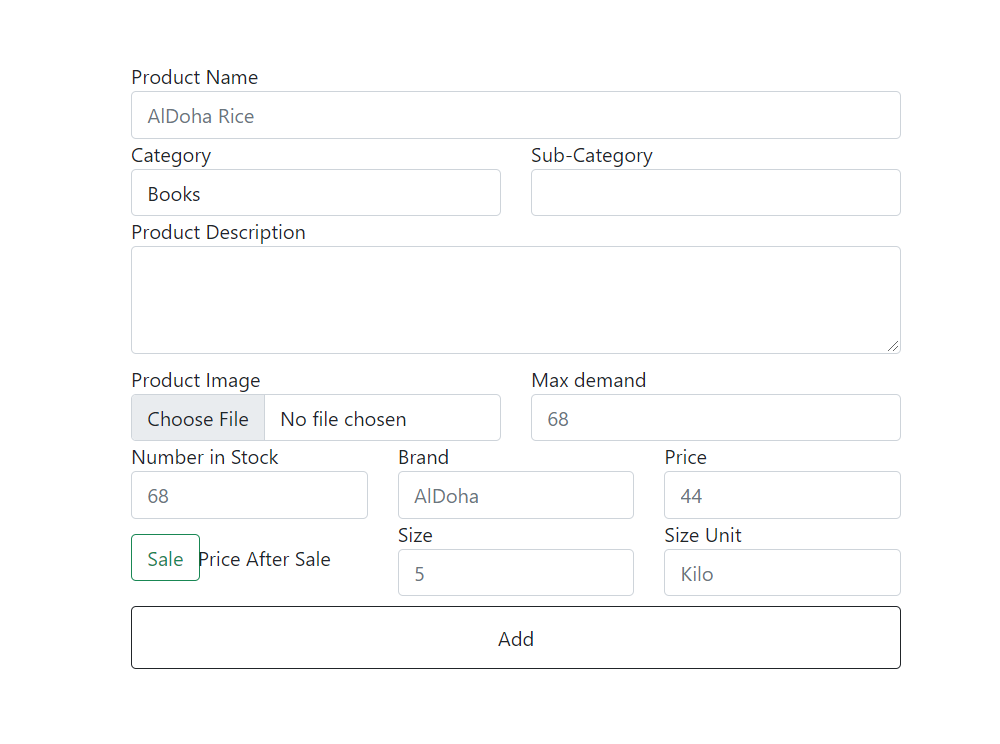 Product Name
AlDoha Rice
Category Sub-Category
Books
Product Description
Product Image Max demand
Choose File No file chosen 68
Number in Stock Brand Price
68 AlDoha 44
Size Size Unit
Sale Price After Sale
5 Kilo
Add